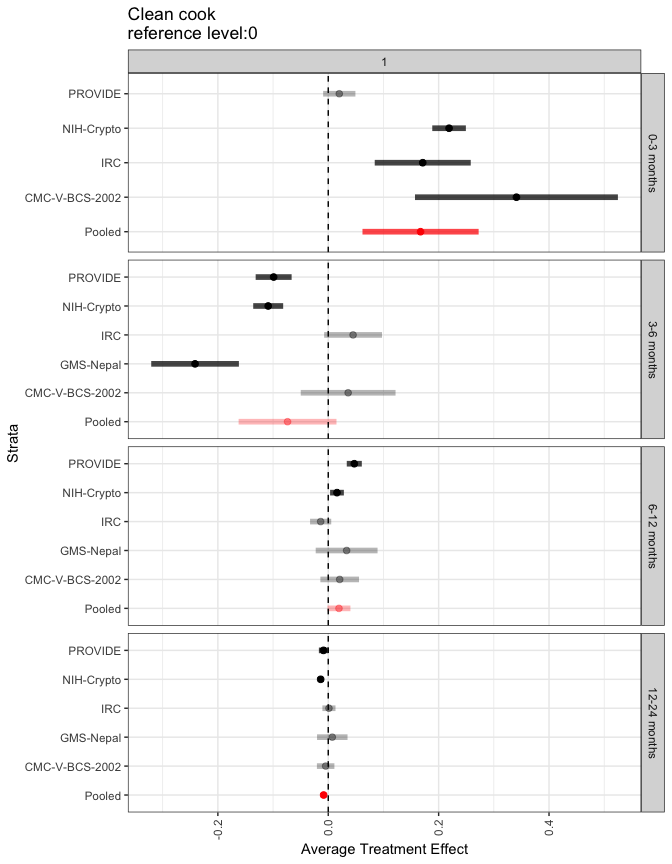 Clean cook
reference level:0
1
PROVIDE
NIH-Crypto
IRC
CMC-V-BCS-2002
Pooled
0-3 months
PROVIDE
NIH-Crypto
IRC
GMS-Nepal
CMC-V-BCS-2002
Pooled
3-6 months
PROVIDE
NIH-Crypto
IRC
GMS-Nepal
CMC-V-BCS-2002
Pooled
6-12 months
PROVIDE
NIH-Crypto
IRC
GMS-Nepal
CMC-V-BCS-2002
Pooled
12-24 months
Strata
-0.2
0.0
0.2
0.4
Average Treatment Effect